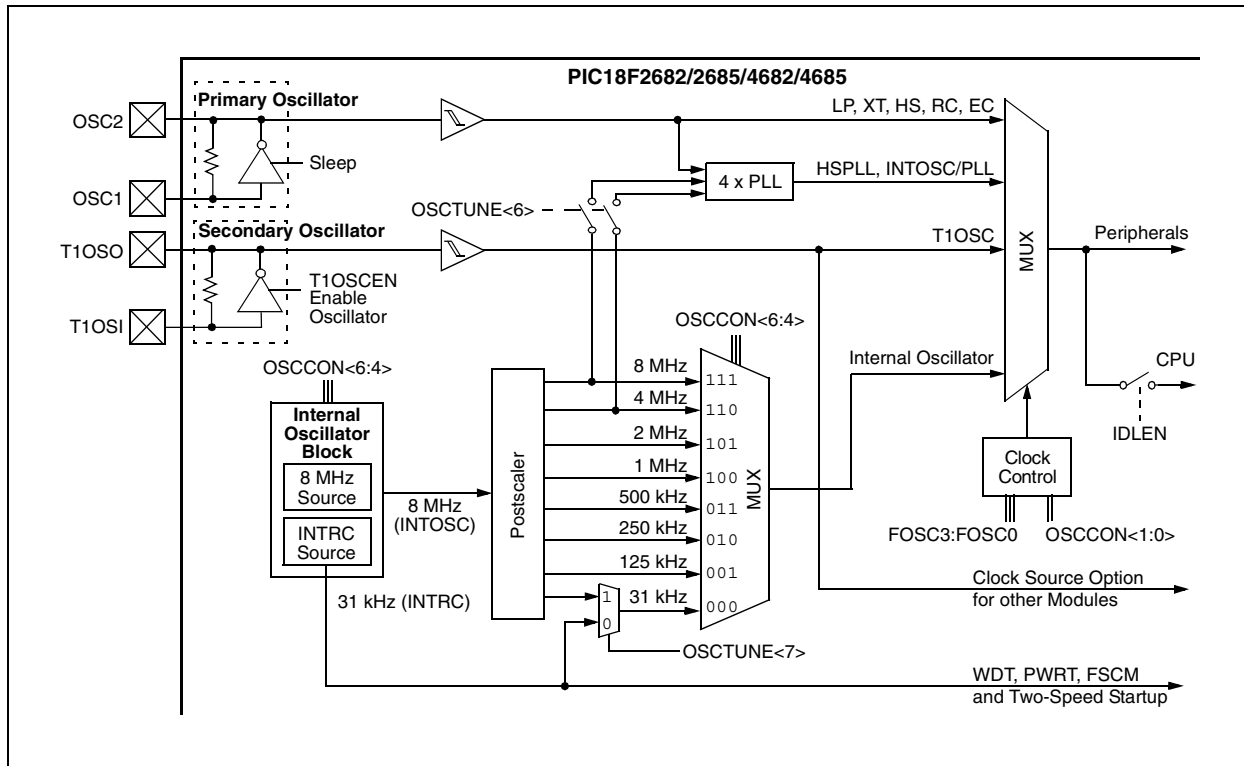 PIC18F2682/2685/4682/4685
Primary Oscillator
LP, XT, HS, RC, EC
OSC2
Sleep
4 x PLL
HSPLL, INTOSC/PLL
OSC1
OSCTUNE<6>
Secondary Oscillator
T1OSO
T1OSC
Peripherals
MUX
T1OSCEN
Enable
Oscillator
T1OSI
OSCCON<6:4>
OSCCON<6:4>
Internal Oscillator
CPU
IDLEN
Internal
Oscillator
Block
8 MHz
Source
INTRC
Source
8 MHz
(INTOSC)
31 kHz (INTRC)
Postscaler
8 MHz
111
4 MHz
110
2 MHz
101
1 MHz
100
500 kHz
011
250 kHz
010
125 kHz
001
1
0
31 kHz
000
MUX
OSCTUNE<7>
Clock
Control
FOSC3:FOSC0
OSCCON<1:0>
Clock Source Option
for other Modules
WDT, PWRT, FSCM
and Two-Speed Startup